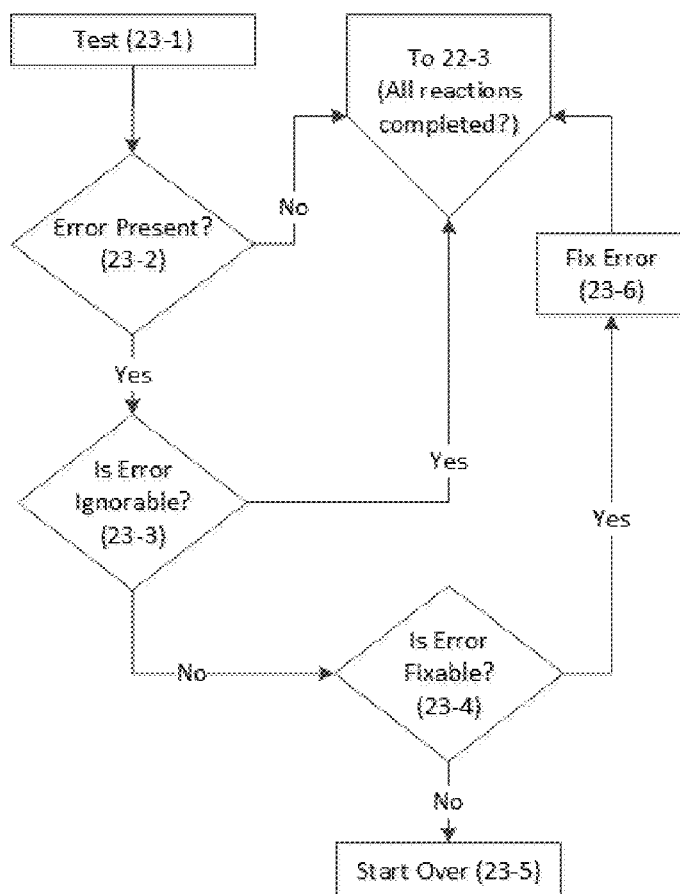 Test (23-1)
To 22-3
(All reactions
completed?)
Error Present?
(23-2)
No
Fix Error
(23-6)
Yes
Is Error
Ignorable?
(23-3)
Yes
Yes
No
Is Error
Fixable?
(23-4)
No
Start Over (23-5)